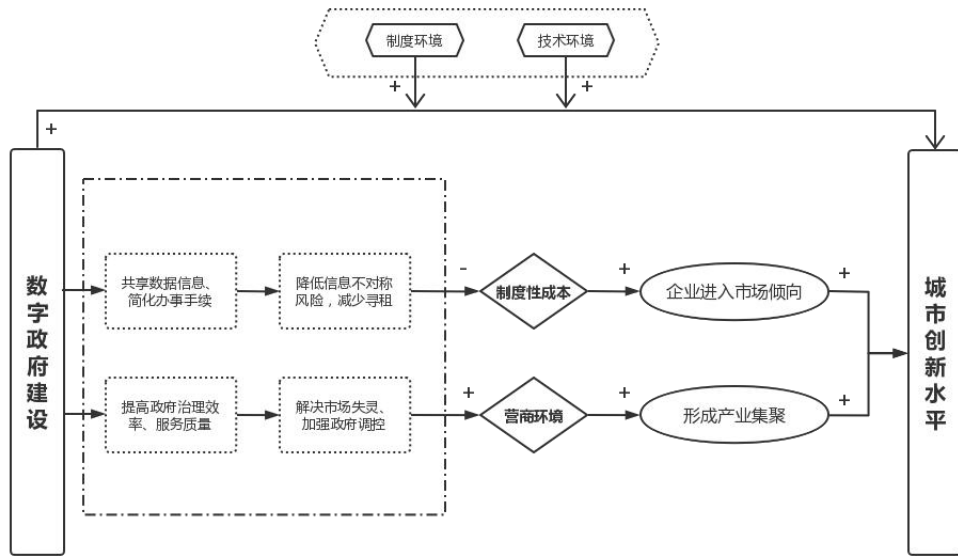 制度环境
技术环境
+
+
+
数字政府建设
共享数据信息、
简化办事手续
降低信息不对称
风险，减少寻租
-
制度性成本
+
企业进入市场倾向
+
提高政府治理效
率、服务质量
解决市场失灵、
加强政府调控
+
营商环境
+
形成产业集聚
+
城市创新水平